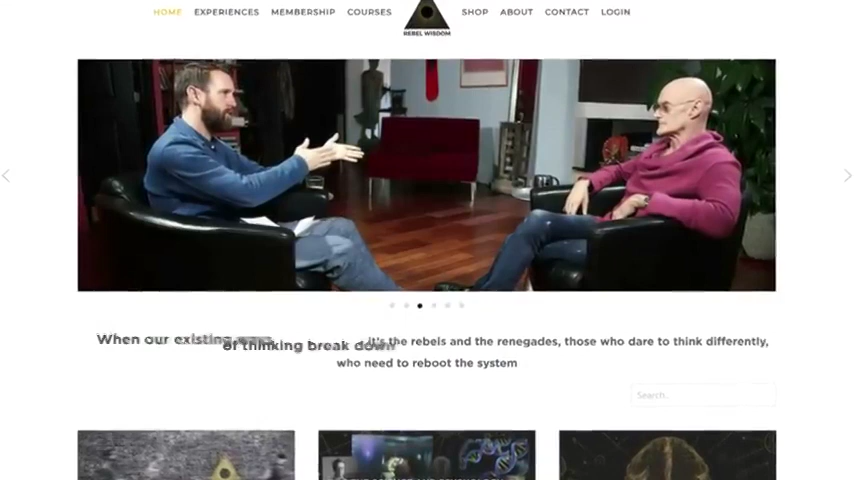 HOME EXPERIENCES MEMBERSHIP COURSES SHOP ABOUT CONTACT LOGIN
REBEL WISDOM
When our existing
of thinking break down
it's the rebels and the renegades, those who dare to think differently,
who need to reboot the system
Search..